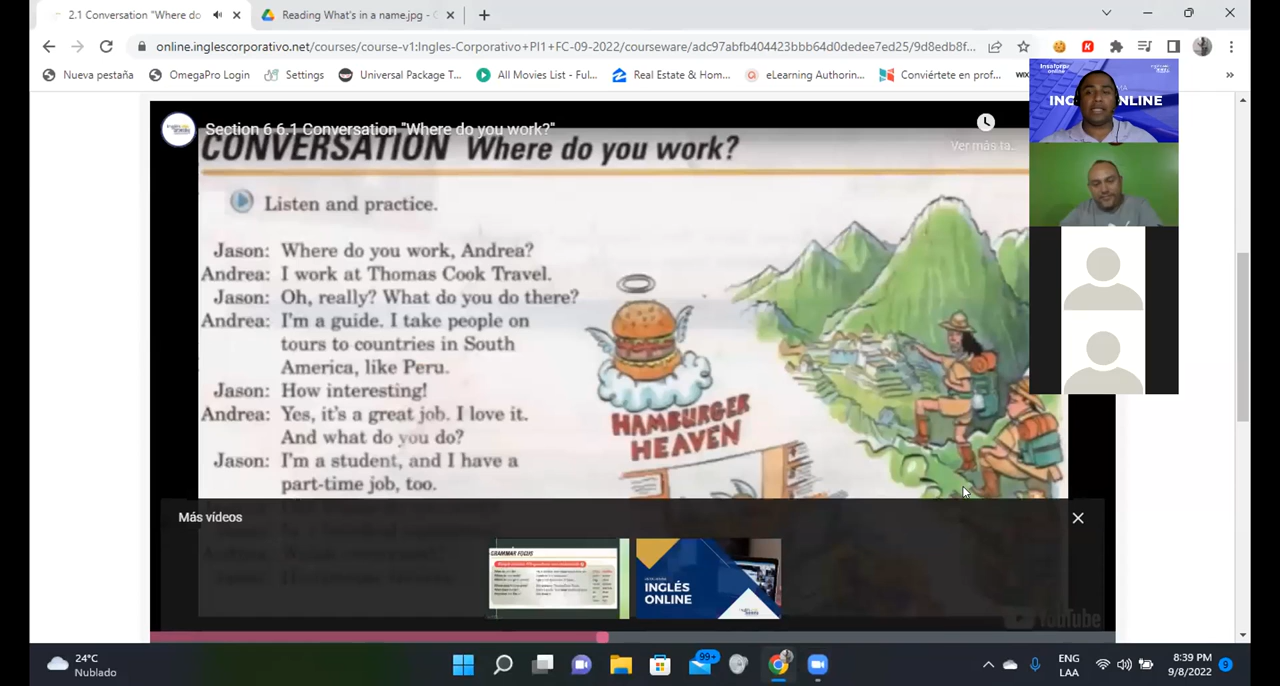 2.1 Conversation "Where do
Reading What's in a name.jpg - G
online.inglescorporativo.net/courses/course-v1:Ingles-Corporativo+PI1+FC-09-2022/courseware/adc97abfb404423bbb64d0dedee7ed25/9d8edb8f...
Nueva pestaña
OmegaPro Login
Settings
Universal Package T...
All Movies List - Ful...
Real Estate & Hom...
eLearning Authorin...
Conviértete en prof...
WIX
»
INGLÉS ONLINE
Section 6 6.1 Conversation "Where do you work?"
Ver más ta...
CONVERSATION Where do you work?
Listen and practice.
Jason: Where do you work, Andrea?
Andrea: I work at Thomas Cook Travel.
Jason: Oh, really? What do you do there?
Andrea: I'm a guide. I take people on
tours to countries in South
America, like Peru.
Jason: How interesting!
Andrea: Yes, it's a great job. I love it.
And what do you do?
Jason: I'm a student, and I have a
part-time job, too.
HAMBURGER
HEAVEN
Más vídeos
GRAMMAR FOCUS
INGLÉS
ONLINE
YouTube
24°C
Nublado
99+
ENG
LAA
8:39 PM
9/8/2022
9